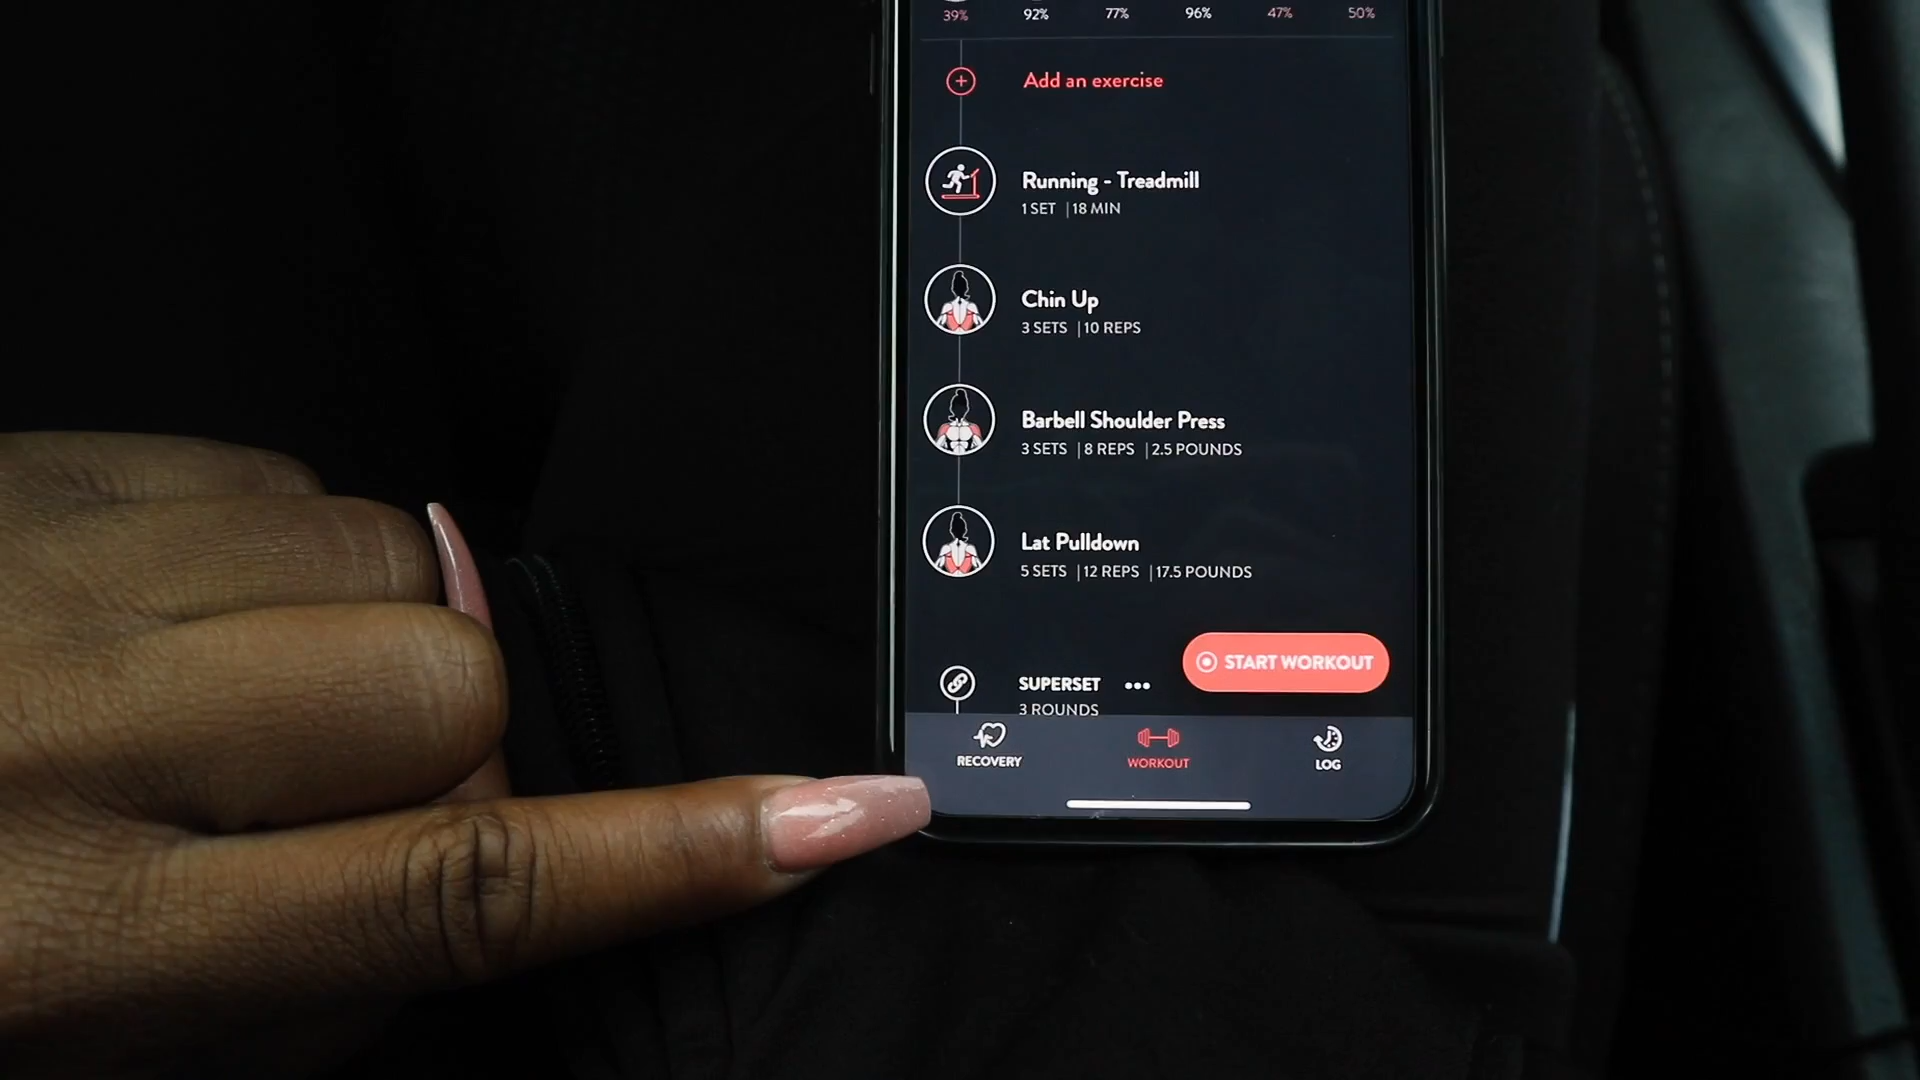 39% 92% 77% 96% 47% 50%
Add an exercise
Running - Treadmill
1 SET | 18 MIN
Chin Up
3 SETS | 10 REPS
Barbell Shoulder Press
3 SETS | 8 REPS | 2.5 POUNDS
Lat Pulldown
5 SETS | 12 REPS | 17.5 POUNDS
START WORKOUT
SUPERSET •••
3 ROUNDS
RECOVERY WORKOUT LOG